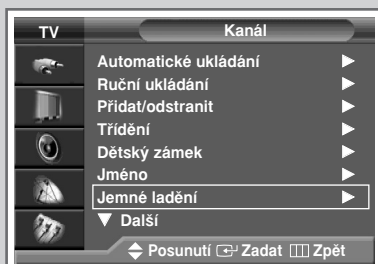 TV Kanál
Automatické ukládání
Ruční ukládání
Přidat/odstranit
Třídění
Dětský zámek
Jméno
Jemné ladění
Další
Posunutí Zadat Zpět